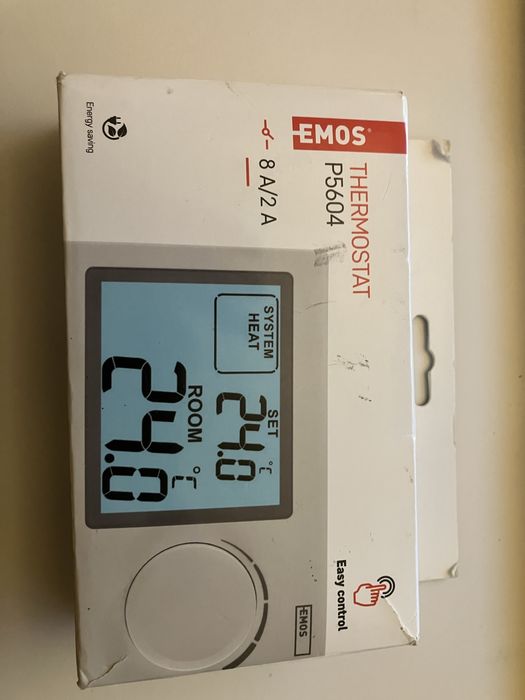 EMOS
THERMOSTAT
P5604
8 A/2 A
Energy saving
SYSTEM
HEAT
SET
24.0 °C
ROOM
24.0 °C
Easy control
EMOS